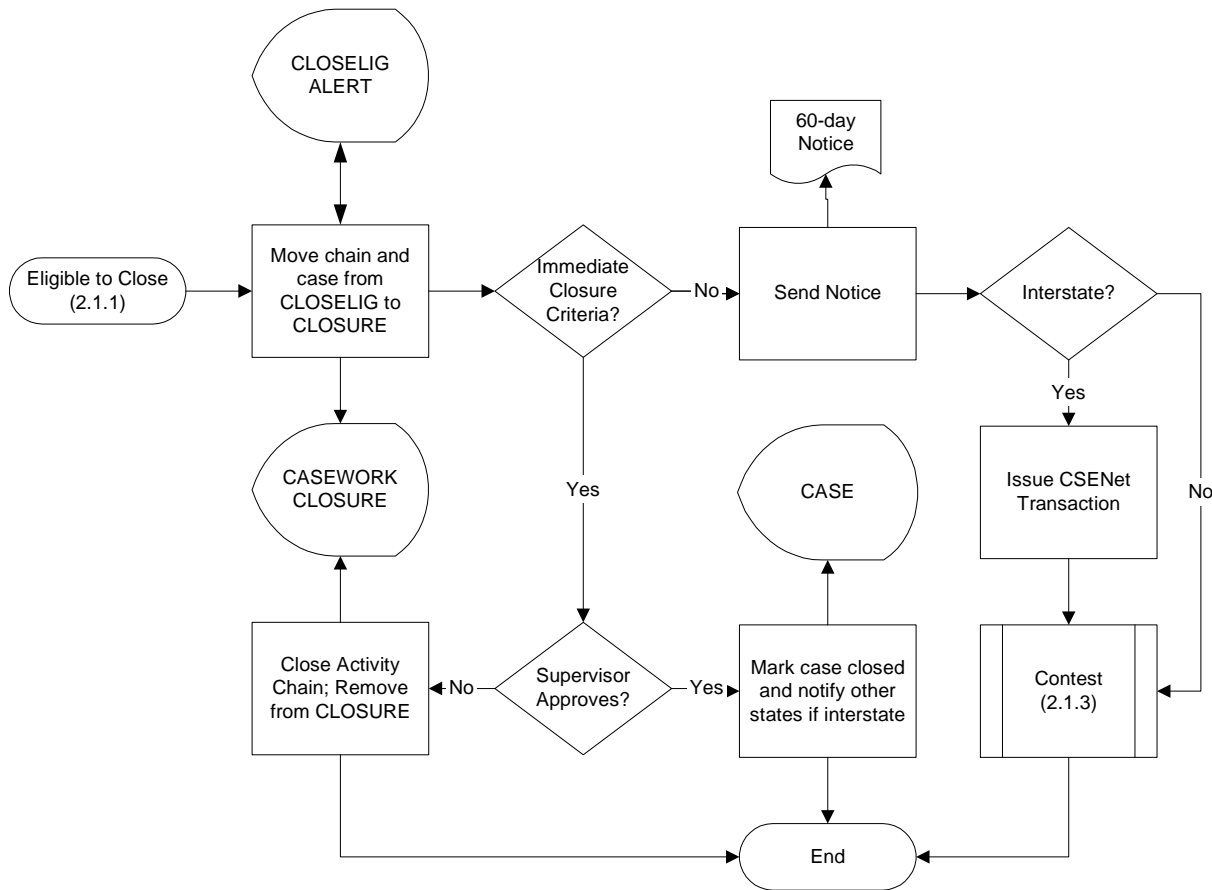 CLOSELIG
ALERT
60-day
Notice
Eligible to Close
(2.1.1)
Move chain and
case from
CLOSELIG to
CLOSURE
Immediate
Closure
Criteria?
No
Send Notice
Interstate?
Yes
No
CASEWORK
CLOSURE
Yes
CASE
Issue CSENet
Transaction
Close Activity
Chain; Remove
from CLOSURE
No
Supervisor
Approves?
Yes
Mark case closed
and notify other
states if interstate
Contest
(2.1.3)
End